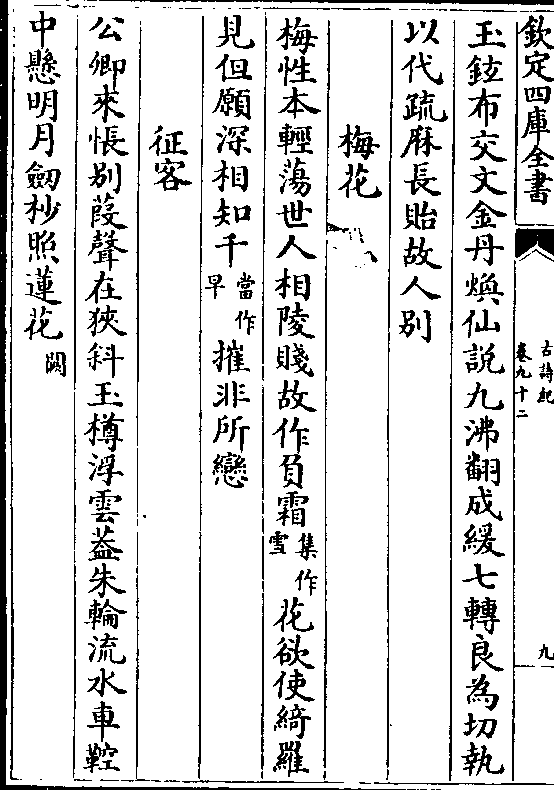 欽定四庫全書
古詩紀
卷九十二
九
玉鉉布交文金丹煥仙說九沸翻成緩七轉良為切執
以代疏麻長貽故人別
梅花
梅性本輕蕩世人相陵賤故作負霜集作雪花欲使綺羅
見但願深相知千當作早摧非所戀
征客
公卿來悵別葭聲在狹斜玉樽浮雲葢朱輪流水車鞚
中懸明月劒杪照蓮花闕